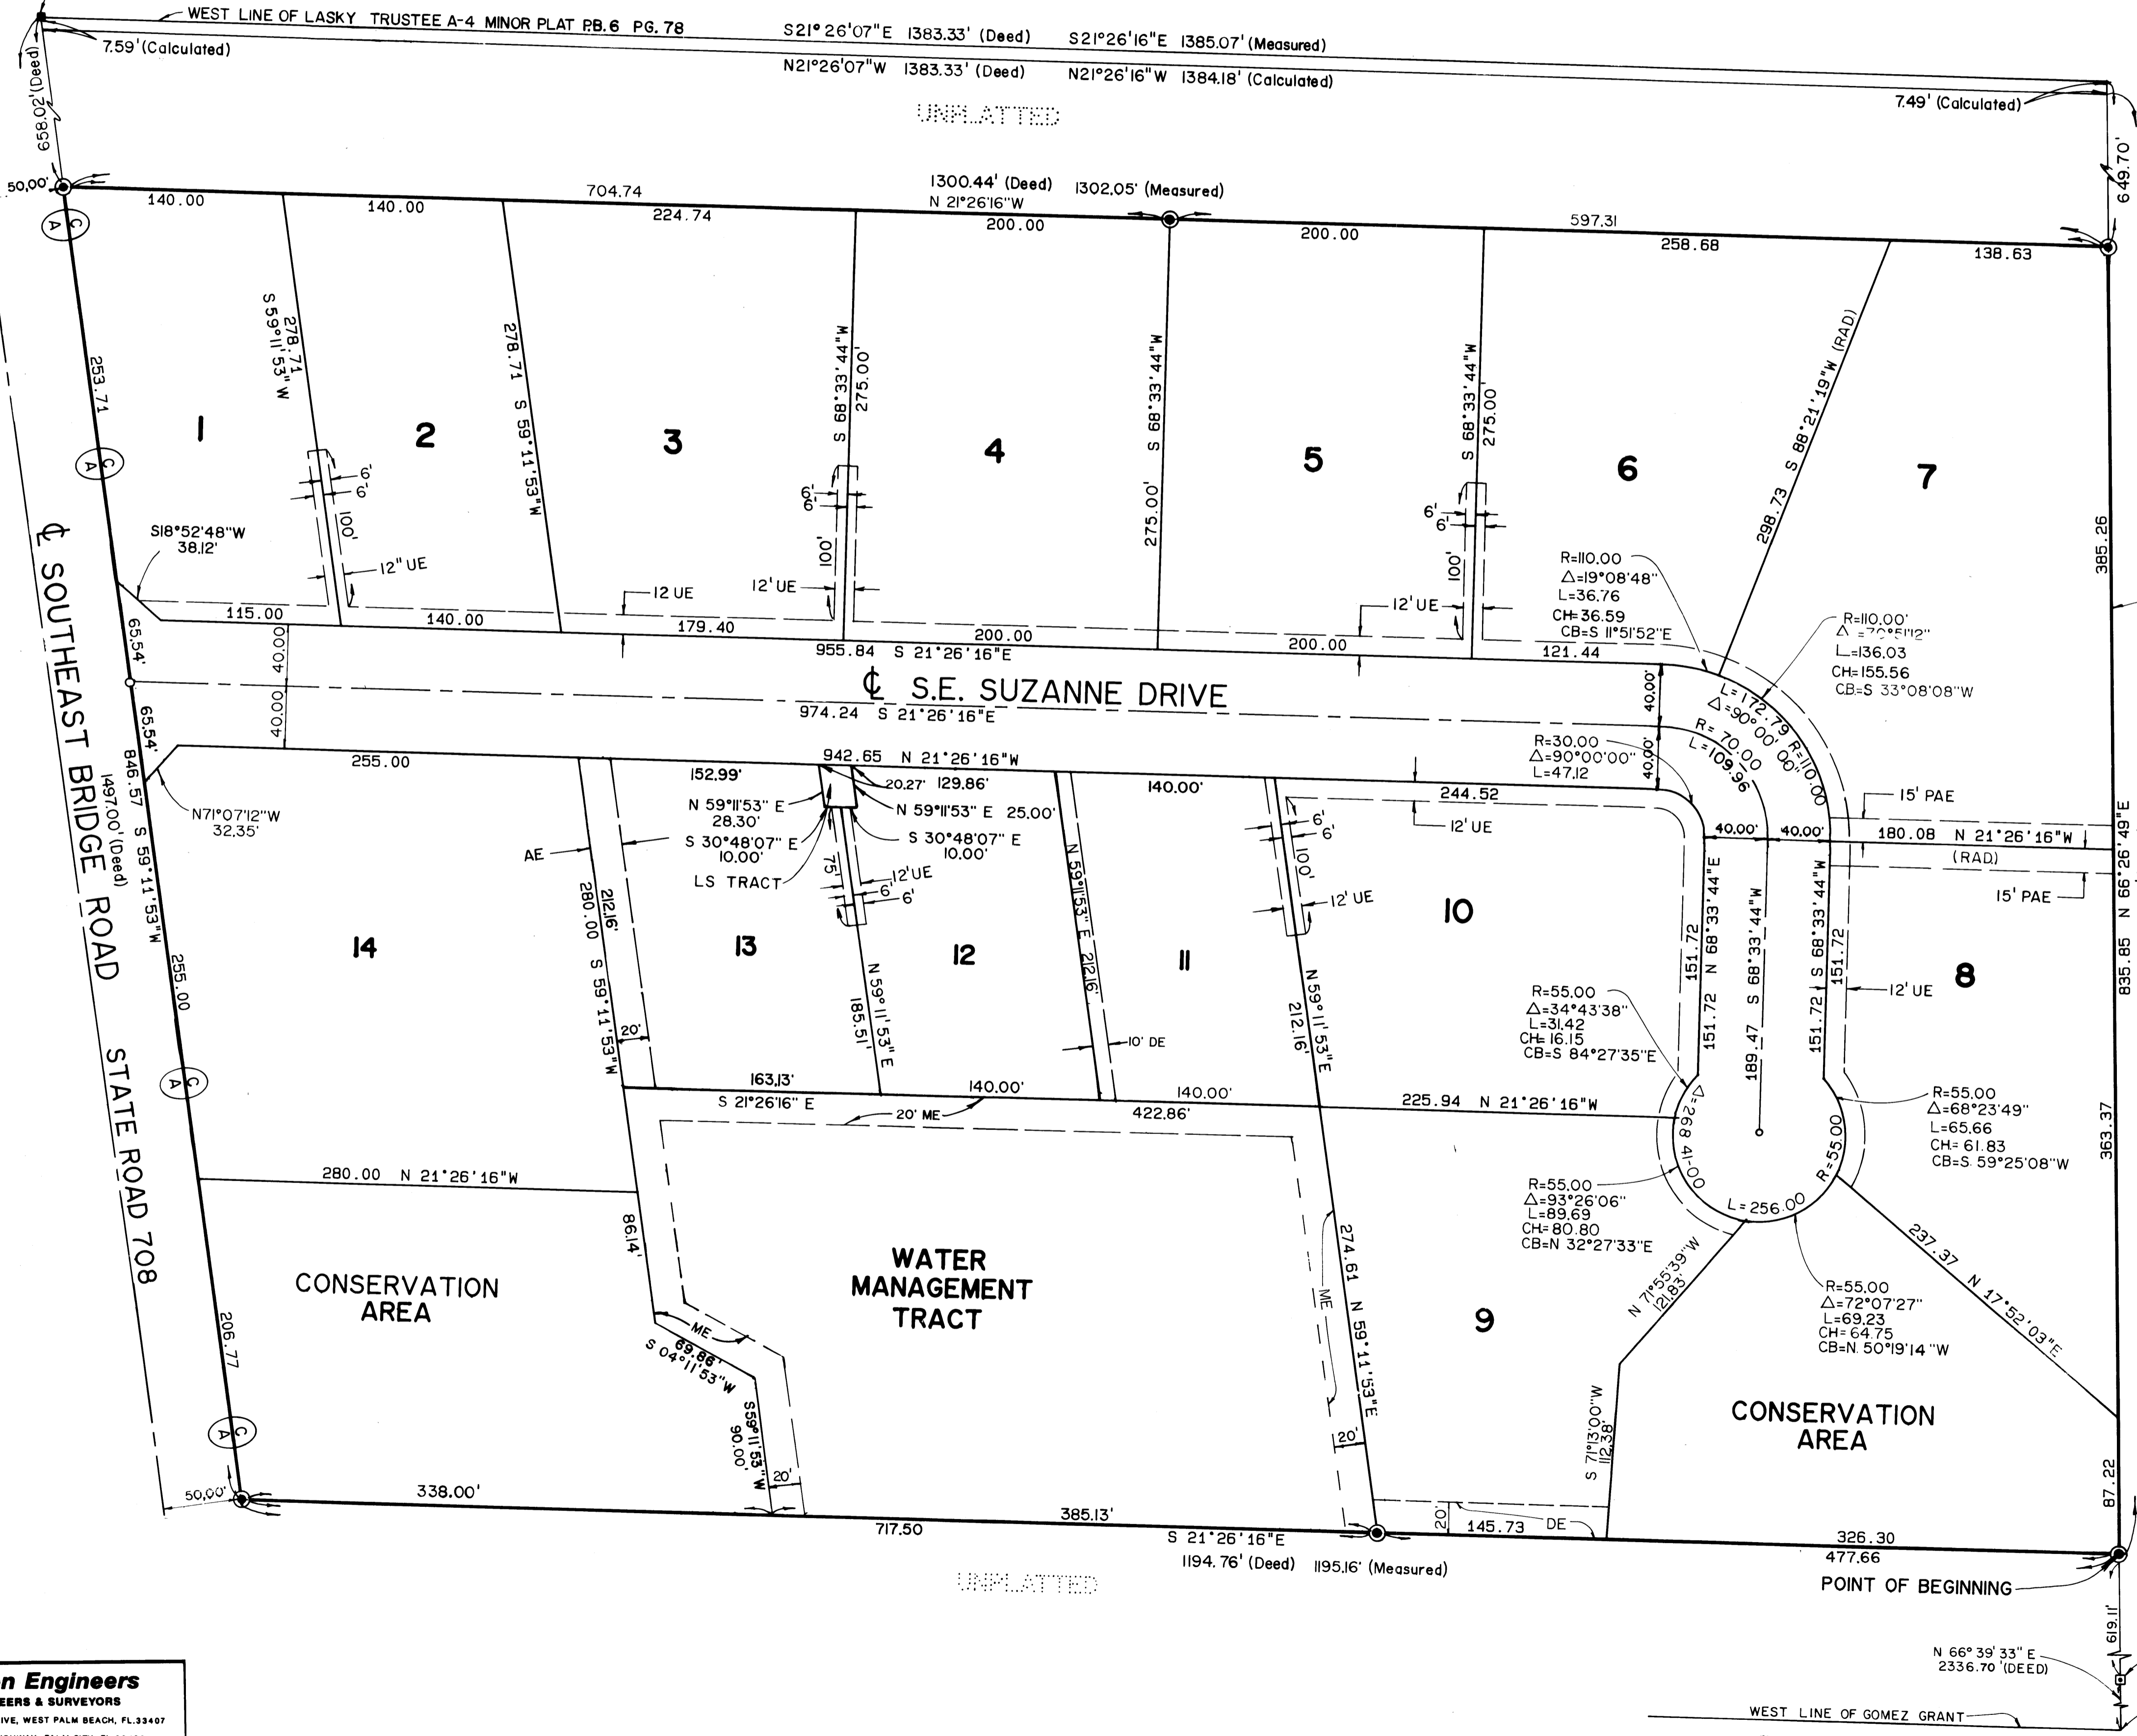 WEST LINE OF LASKY TRUSTEE A-4 MINOR PLAT P.B. 6 PG. 78
S21°26'07"E 1383.33' (Deed) S21°26'16"E 1385.07' (Measured)
7.59' (Calculated)
N21°26'07"W 1383.33' (Deed) N21°26'16"W 1384.18' (Calculated)
7.49' (Calculated)
658.02' (Deed)
UNPLATTED
649.70'
50.00'
704.74
1300.44' (Deed) 1302.05' (Measured)
N 21°26'16"W
597.31
140.00
140.00
224.74
200.00
200.00
258.68
138.63
C A
253.71
278.71
S 59°11'53" W
278.71 S 59°11'53"W
S 68°33'44"W
275.00'
S 68°33'44"W
275.00'
S 68°33'44"W
275.00'
298.73 S 88°21'19"W (RAD)
385.26
1
2
3
4
5
6
7
C A
6'
6'
100'
12" UE
6'
6'
100'
12' UE
12 UE
6'
6'
100'
12' UE
S18°52'48"W
38.12'
R=110.00
△=19°08'48"
L=36.76
CH=36.59
CB=S 11°51'52"E
R=110.00'
△=70°51'12"
L=136.03
CH=155.56
CB=S 33°08'08"W
115.00
140.00
179.40
200.00
200.00
121.44
955.84 S 21°26'16"E
40.00
40.00
65.54'
65.54'
℄ S.E. SUZANNE DRIVE
974.24 S 21°26'16"E
40.00'
40.00'
L=172.79 R=110.00
△=90°00'00"
R= 70.00
L=109.96
R=30.00
△=90°00'00"
L=47.12
℄ SOUTHEAST BRIDGE ROAD STATE ROAD 708
846.57 S 59°11'53"W
1497.00' (Deed)
N71°07'12"W
32.35'
255.00
942.65 N 21°26'16"W
152.99'
20.27'
129.86'
140.00'
244.52
12' UE
N 59°11'53" E
28.30'
S 30°48'07" E
10.00'
LS TRACT
N 59°11'53" E 25.00'
S 30°48'07" E
10.00'
75'
12' UE
6'
6'
AE
212.16'
280.00 S 59°11'53"W
20'
N 59°11'53" E 212.16'
10' DE
6'
6'
100'
12' UE
N 59°11'53"E
185.51'
N59°11'53"E
212.16'
40.00'
40.00'
180.08 N 21°26'16"W
(RAD.)
15' PAE
15' PAE
151.72
151.72 N 68°33'44"E
189.47 S 68°33'44"W
151.72 S 68°33'44"W
151.72
12' UE
835.85 N 66°26'49"E
14
13
12
11
10
8
255.00
C A
163.13'
140.00'
140.00'
S 21°26'16" E
20' ME
422.86'
225.94 N 21°26'16"W
R=55.00
△=34°43'38"
L=31.42
CH=16.15
CB=S 84°27'35"E
△=268 41-00
R=55.00
L=256.00
R=55.00
△=68°23'49"
L=65.66
CH= 61.83
CB=S. 59°25'08"W
363.37
R=55.00
△=93°26'06"
L=89.69
CH=80.80
CB=N 32°27'33"E
R=55.00
△=72°07'27"
L=69.23
CH= 64.75
CB=N. 50°19'14"W
280.00 N 21°26'16"W
86.14'
CONSERVATION
AREA
WATER
MANAGEMENT
TRACT
ME
69.86'
S 04°11'53"W
S59°11'53"W
90.00'
20'
ME
274.61 N 59°11'53"E
20'
9
N 71°55'39"W
121.83'
S 71°13'00"W
112.38'
237.37 N 17°52'03"E
CONSERVATION
AREA
87.22
206.77
C A
50.00'
338.00'
717.50
385.13'
S 21°26'16"E
1194.76' (Deed) 1195.16' (Measured)
20'
145.73
DE
326.30
477.66
UNPLATTED
POINT OF BEGINNING
619.11'
N 66°39'33" E
2336.70' (DEED)
WEST LINE OF GOMEZ GRANT
n Engineers
EERS & SURVEYORS
IVE, WEST PALM BEACH, FL.33407